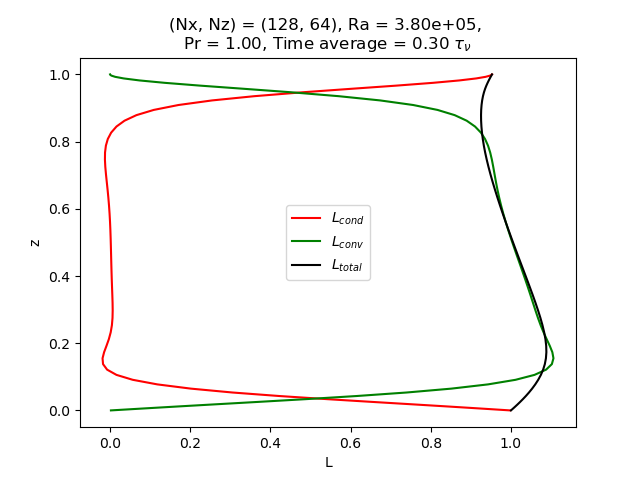 (Nx, Nz) = (128, 64), Ra = 3.80e+05,
Pr = 1.00, Time average = 0.30 τν
1.0
0.8
0.6
0.4
0.2
0.0
z
Lcond
Lconv
Ltotal
0.0 0.2 0.4 0.6 0.8 1.0
L